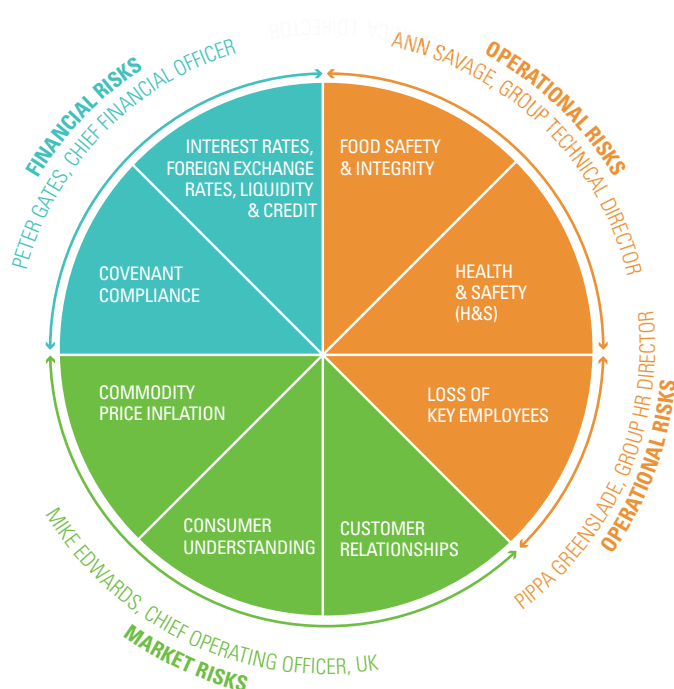 FINANCIAL RISKS
PETER GATES, CHIEF FINANCIAL OFFICER
OPERATIONAL RISKS
ANN SAVAGE, GROUP TECHNICAL DIRECTOR
INTEREST RATES,
FOREIGN EXCHANGE
RATES, LIQUIDITY
& CREDIT
FOOD SAFETY
& INTEGRITY
COVENANT
COMPLIANCE
HEALTH
& SAFETY
(H&S)
COMMODITY
PRICE INFLATION
LOSS OF
KEY EMPLOYEES
CONSUMER
UNDERSTANDING
CUSTOMER
RELATIONSHIPS
PIPPA GREENSLADE, GROUP HR DIRECTOR
OPERATIONAL RISKS
MIKE EDWARDS, CHIEF OPERATING OFFICER, UK
MARKET RISKS